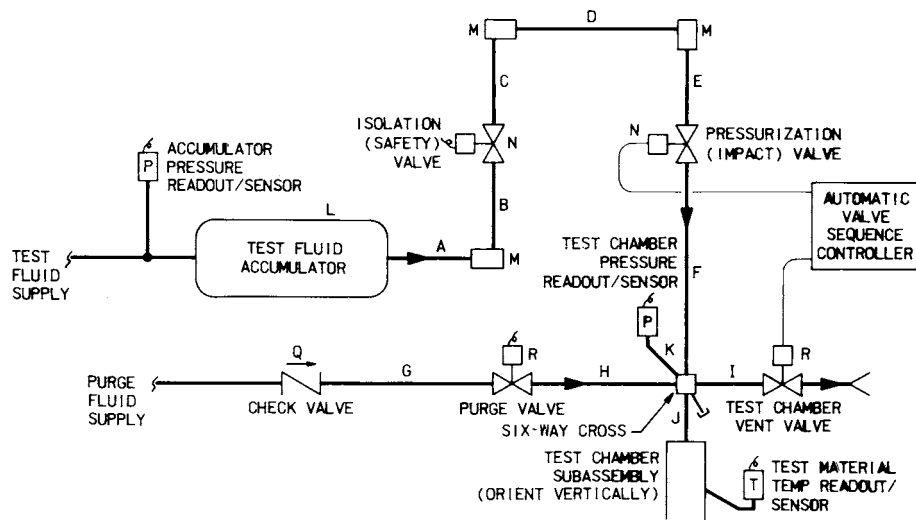 M
D
M
C
E
ISOLATION
(SAFETY)
VALVE
N
N
PRESSURIZATION
(IMPACT) VALVE
P
ACCUMULATOR
PRESSURE
READOUT/SENSOR
B
AUTOMATIC
VALVE
SEQUENCE
CONTROLLER
L
TEST
FLUID
SUPPLY
TEST FLUID
ACCUMULATOR
A
M
TEST CHAMBER
PRESSURE
READOUT/SENSOR
F
P
K
Q
R
R
PURGE
FLUID
SUPPLY
G
H
I
CHECK VALVE
PURGE VALVE
SIX-WAY CROSS
J
TEST CHAMBER
VENT VALVE
TEST CHAMBER
SUBASSEMBLY
(ORIENT VERTICALLY)
T
TEST MATERIAL
TEMP READOUT/
SENSOR